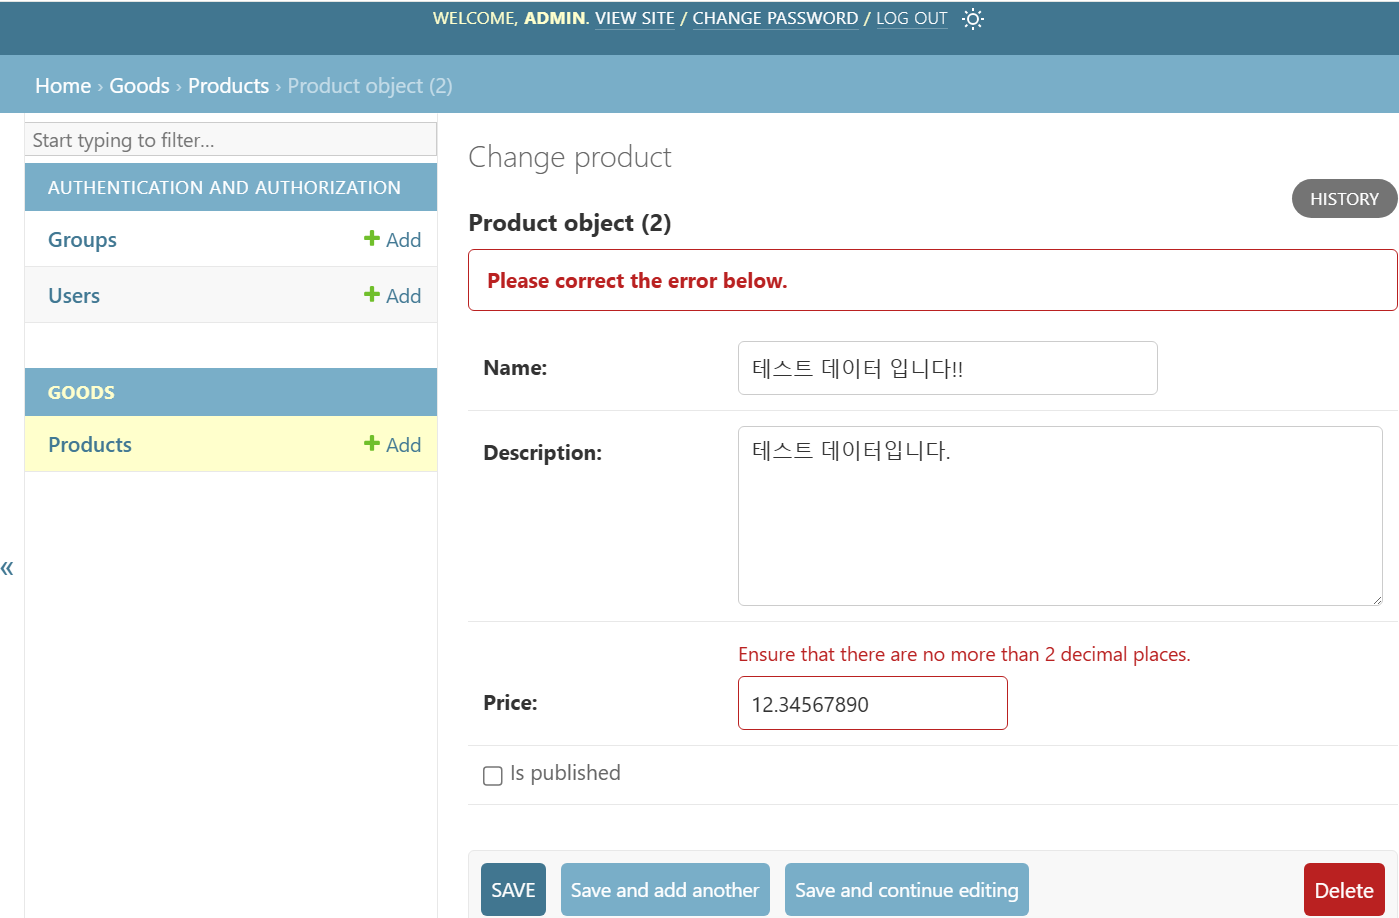 WELCOME, ADMIN. VIEW SITE / CHANGE PASSWORD / LOG OUT
Home › Goods › Products › Product object (2)
Start typing to filter...
AUTHENTICATION AND AUTHORIZATION
Groups + Add
Users + Add
GOODS
Products + Add
«
Change product
HISTORY
Product object (2)
Please correct the error below.
Name: 테스트 데이터 입니다!!
Description: 테스트 데이터입니다.
Ensure that there are no more than 2 decimal places.
Price: 12.34567890
Is published
SAVE Save and add another Save and continue editing Delete